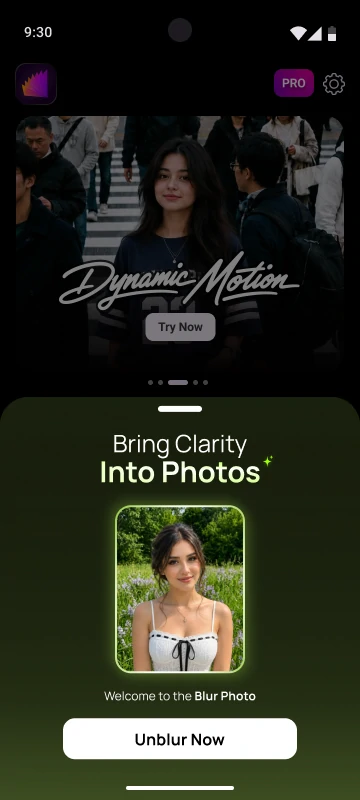 9:30
PRO
Dynamic Motion
Try Now
Bring Clarity
Into Photos
Welcome to the Blur Photo
Unblur Now